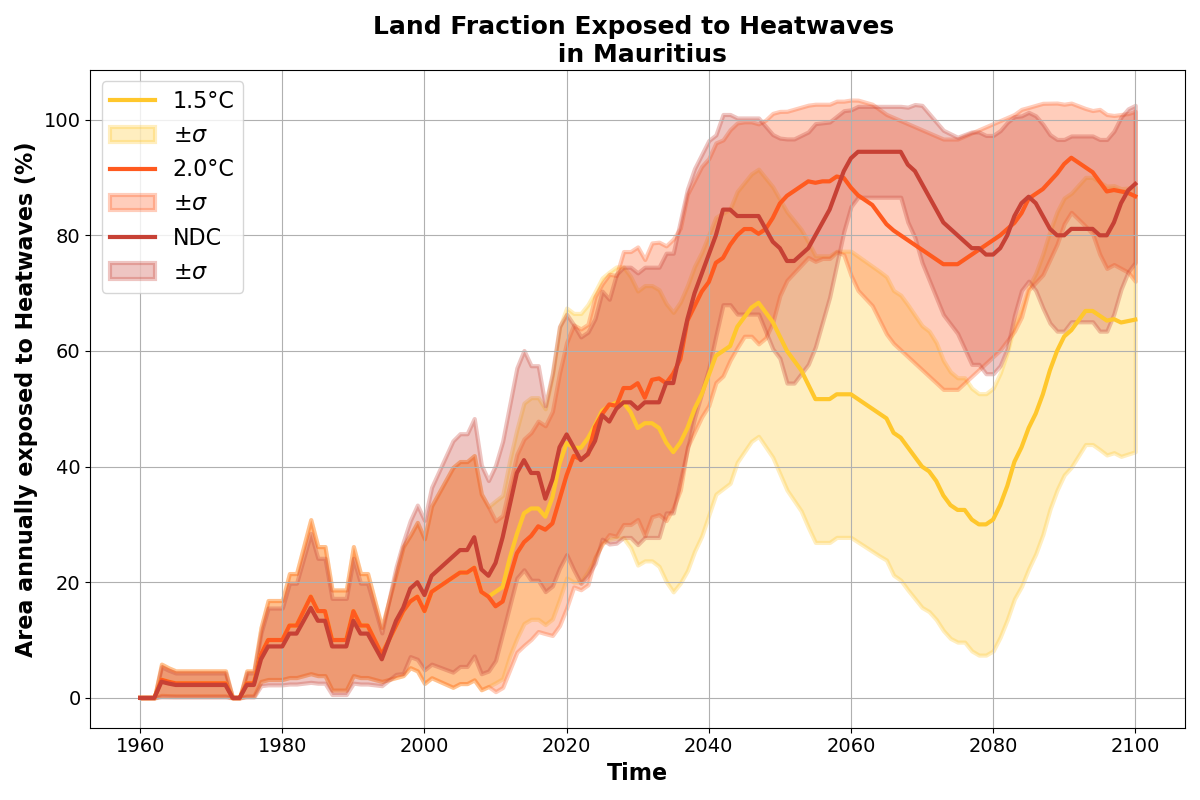 Land Fraction Exposed to Heatwaves
in Mauritius
Area annually exposed to Heatwaves (%)
100
80
60
40
20
0
1.5°C
±σ
2.0°C
±σ
NDC
±σ
1960
1980
2000
2020
2040
2060
2080
2100
Time